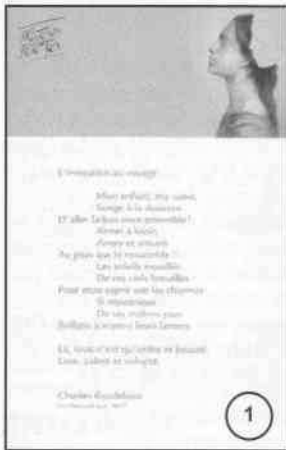 L'invitation au voyage
Mon enfant, ma sœur,
Songe à la douceur
D'aller là-bas vivre ensemble !
Aimer à loisir,
Aimer et mourir
Au pays qui te ressemble !
Les soleils mouillés
De ces ciels brouillés
Pour mon esprit ont les charmes
Si mystérieux
De tes traîtres yeux
Brillant à travers leurs larmes.
Là, tout n'est qu'ordre et beauté
Luxe, calme et volupté.
Charles Baudelaire
1